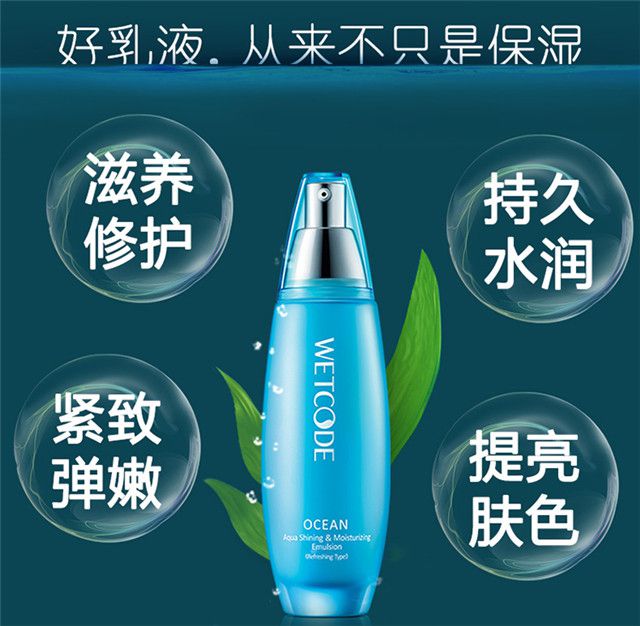 好乳液，从来不只是保湿
滋养
修护
持久
水润
紧致
弹嫩
提亮
肤色
WETCODE
OCEAN
Aqua Shining & Moisturizing
Emulsion
(Refreshing Type)